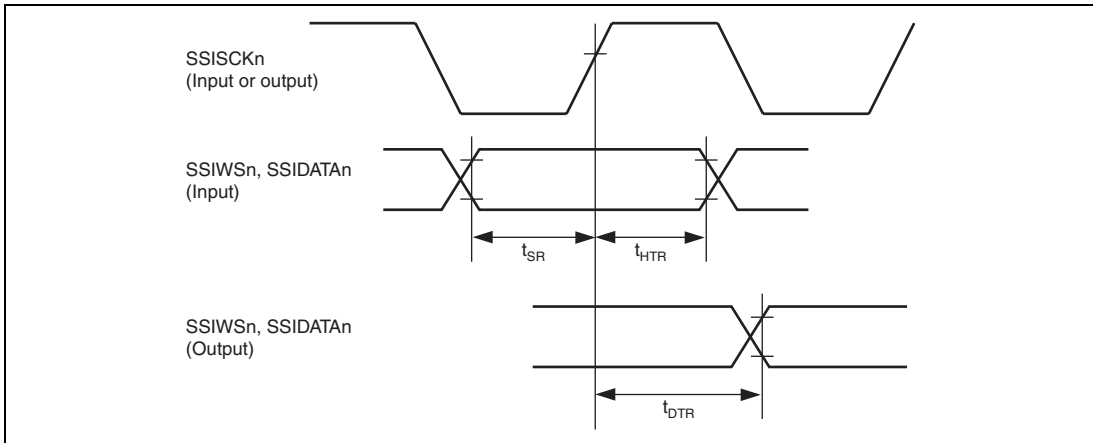 SSISCKn
(Input or output)
SSIWSn, SSIDATAn
(Input)
tSR
tHTR
SSIWSn, SSIDATAn
(Output)
tDTR